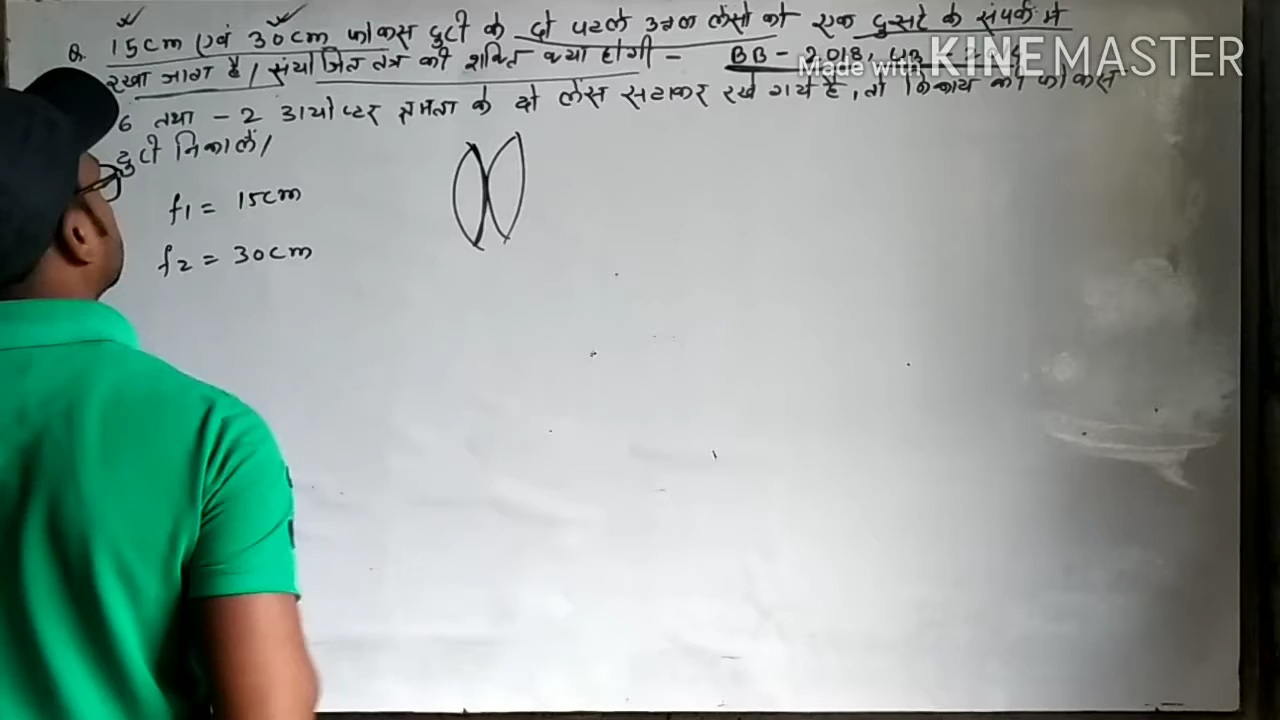 Q. 15cm एवं 30cm फोकस दुरी के दो पतले उत्तल लेंसो को एक दुसरे के संपर्क में
रखा जाता है। संयोजित तंत्र की शक्ति क्या होगी - BB - 2018,
6 तथा - 2 डायोप्टर क्षमता के दो लेंस सटाकर रखे गये है, तो निकाय की फोकस
दुरी निकालें।
f1 = 15cm
f2 = 30cm
Made with KINEMASTER